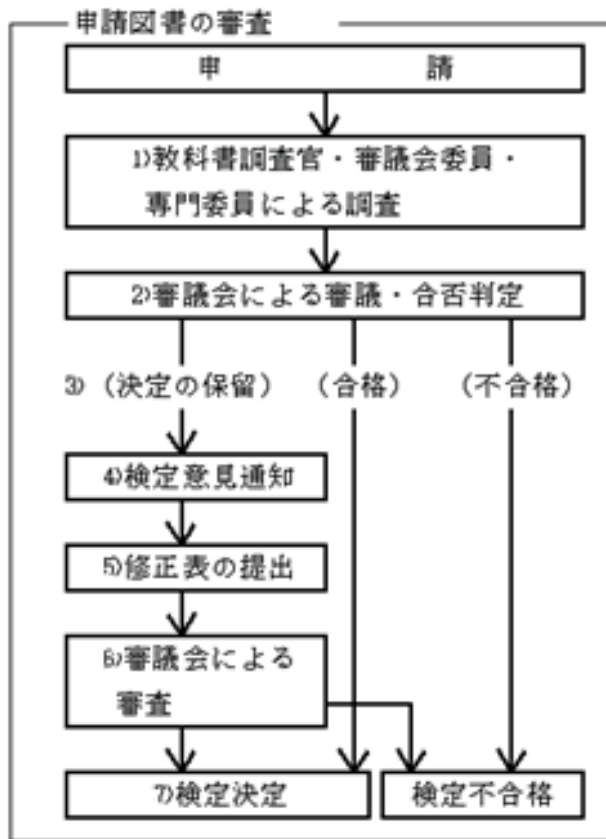 申請図書の審査
申 請
1)教科書調査官・審議会委員・
専門委員による調査
2)審議会による審議・合否判定
3)（決定の保留）（合格）（不合格）
4)検定意見通知
5)修正表の提出
6)審議会による
審査
7)検定決定 検定不合格